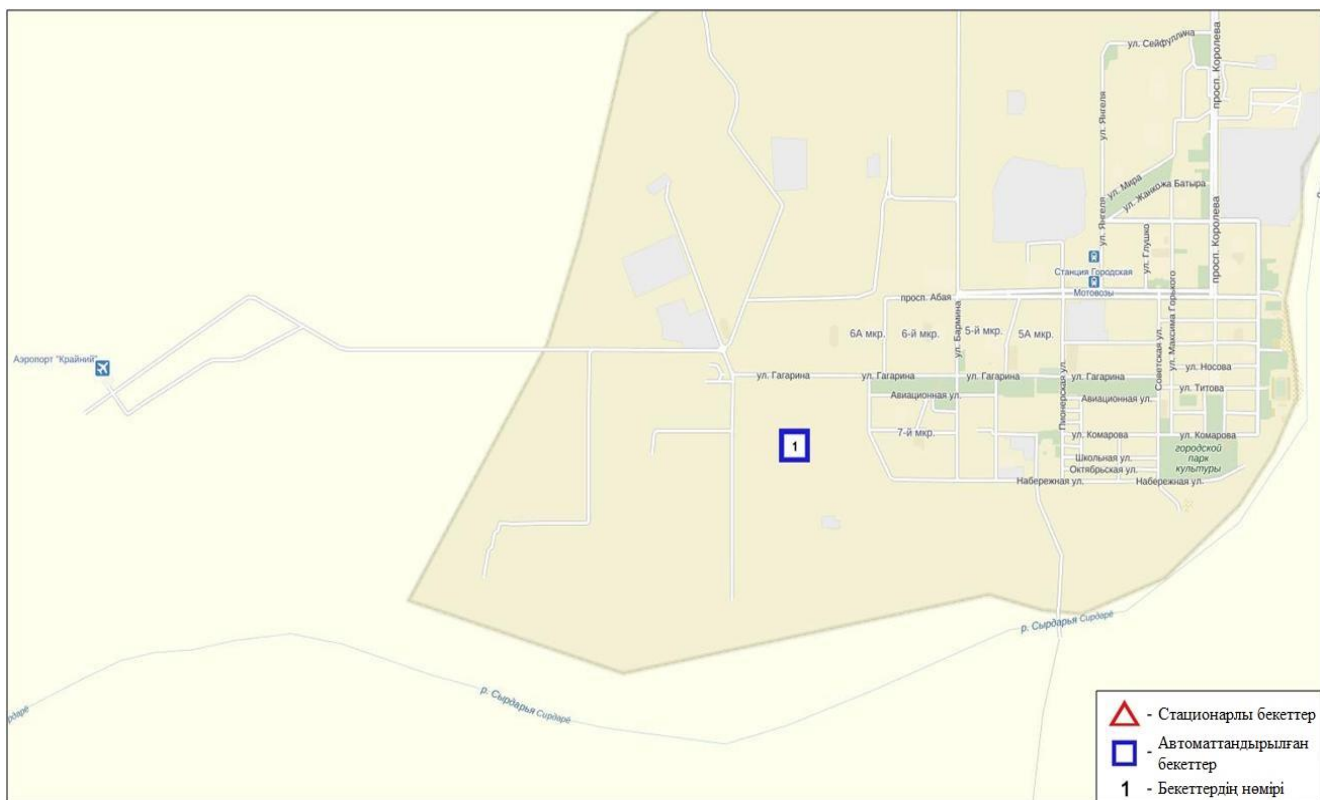 ул. Сейфуллина
просп. Королева
ул. Янгеля
ул. Мира
ул. Жанкожа Батыра
ул. Янгеля
ул. Глушко
просп. Королева
Станция Городская
Мотовозы
ул. Максима Горького
просп. Абая
6А мкр.
6-й мкр.
ул. Бармина
5-й мкр.
5А мкр.
Советская ул.
Аэропорт "Крайний"
ул. Носова
ул. Гагарина
ул. Гагарина
ул. Гагарина
ул. Гагарина
ул. Титова
Авиационная ул.
Пионерская ул.
Авиационная ул.
7-й мкр.
ул. Комарова
ул. Комарова
1
городской
парк
культуры
Школьная ул.
Октябрьская ул.
Набережная ул.
Набережная ул.
р. Сырдарья Сирдарё
р. Сырдарья Сирдарё
- Стационарлы бекеттер
- Автоматтандырылған
бекеттер
1 - Бекеттердің нөмірі